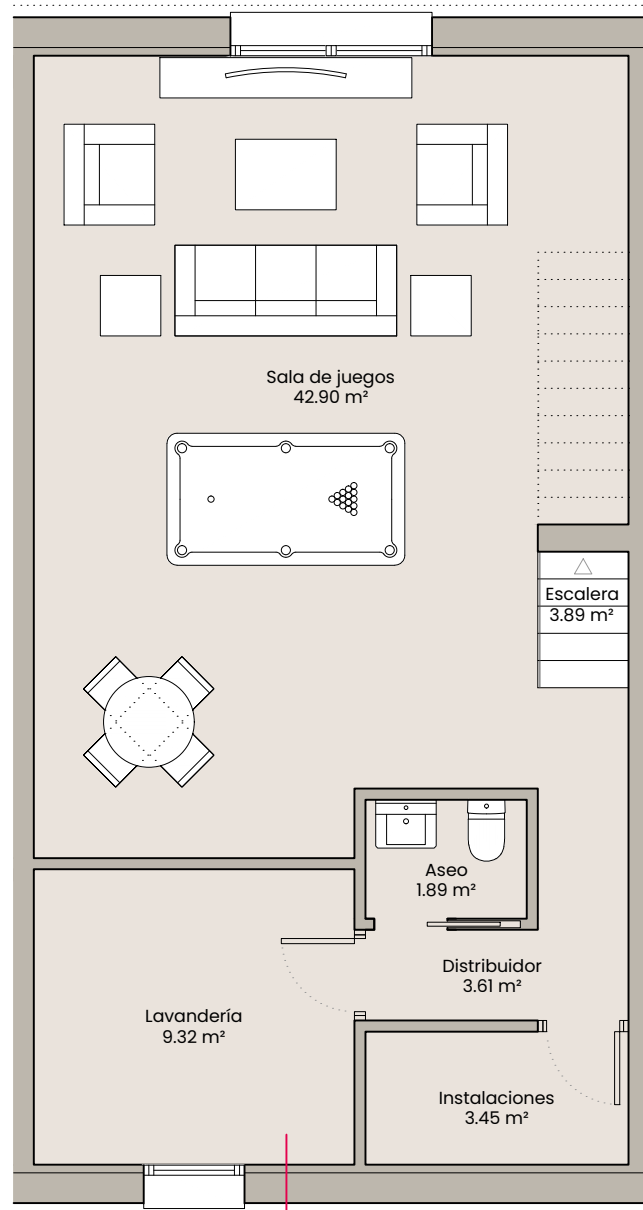 Sala de juegos
42.90 m²
Escalera
3.89 m²
Aseo
1.89 m²
Distribuidor
3.61 m²
Lavandería
9.32 m²
Instalaciones
3.45 m²